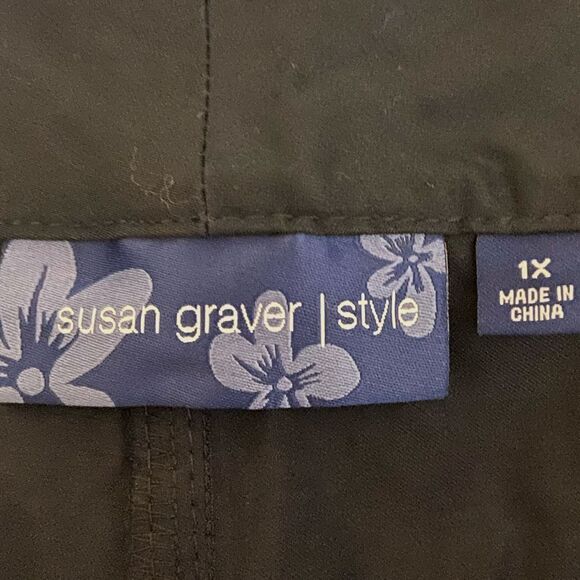 susan graver | style
1X
MADE IN
CHINA